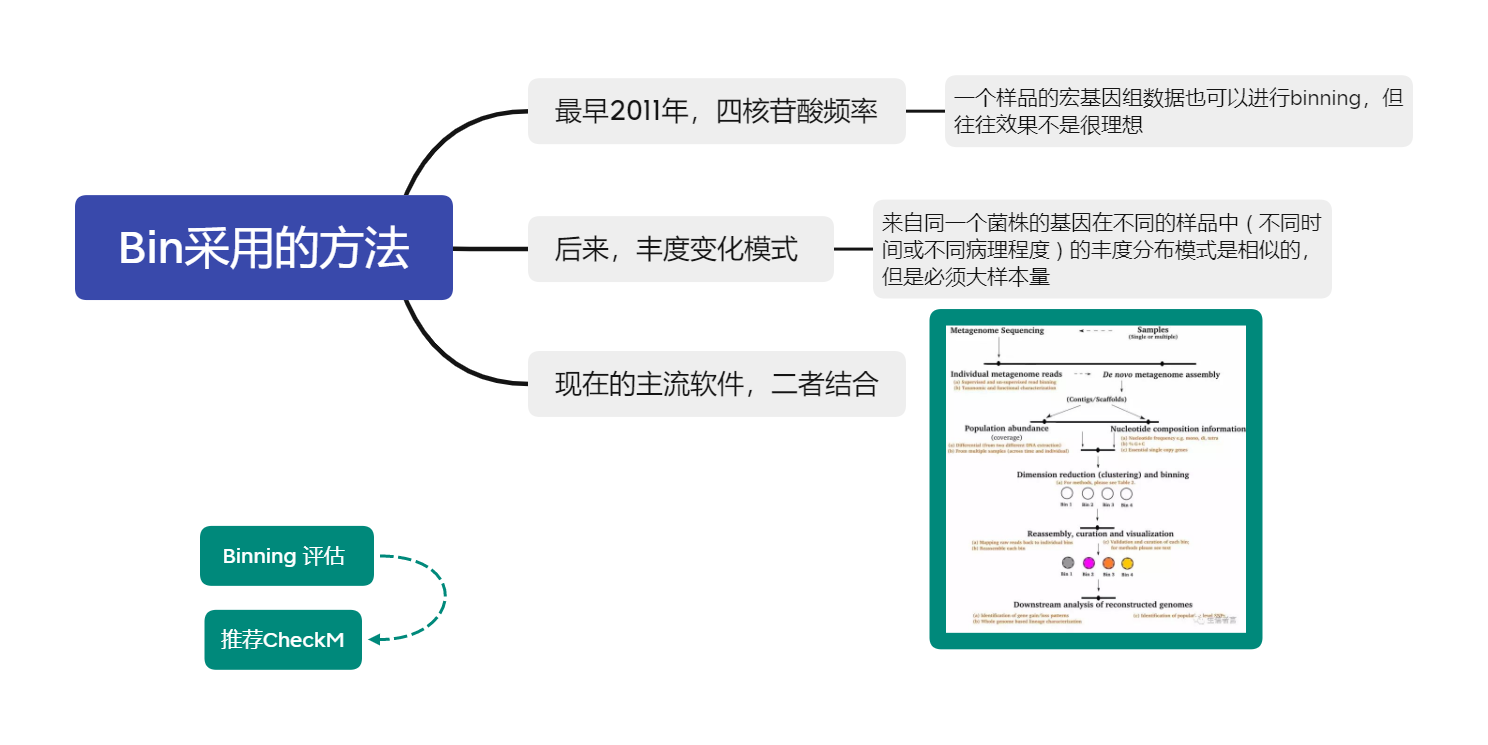 最早2011年，四核苷酸频率
一个样品的宏基因组数据也可以进行binning，但
往往效果不是很理想
Bin采用的方法
后来，丰度变化模式
来自同一个菌株的基因在不同的样品中（不同时
间或不同病理程度）的丰度分布模式是相似的，
但是必须大样本量
现在的主流软件，二者结合
Metagenome Sequencing
Samples
(Single or multiple)
Individual metagenome reads
(a) Supervised and un-supervised read binning
(b) Taxonomic and functional characterization
De novo metagenome assembly
(Contigs/Scaffolds)
Population abundance
(coverage)
(a) Differential (from two different DNA extraction)
(b) From multiple samples (across time and individual)
Nucleotide composition information
(a) Nucleotide frequency e.g. mono, di, tetra
(b) % G+C
(c) Essential single copy genes
Dimension reduction (clustering) and binning
(a) For methods, please see Table 2.
Bin 1 Bin 2 Bin 3 Bin 4
Reassembly, curation and visualization
(a) Mapping raw reads back to individual bins
(b) Reassemble each bin
(c) Validation and curation of each bin;
for methods please see text
Bin 1 Bin 2 Bin 3 Bin 4
Downstream analysis of reconstructed genomes
(a) Identification of gene gain/loss patterns
(b) Whole genome based lineage characterization
(c) Identification of population level SNPs
Binning 评估
推荐CheckM